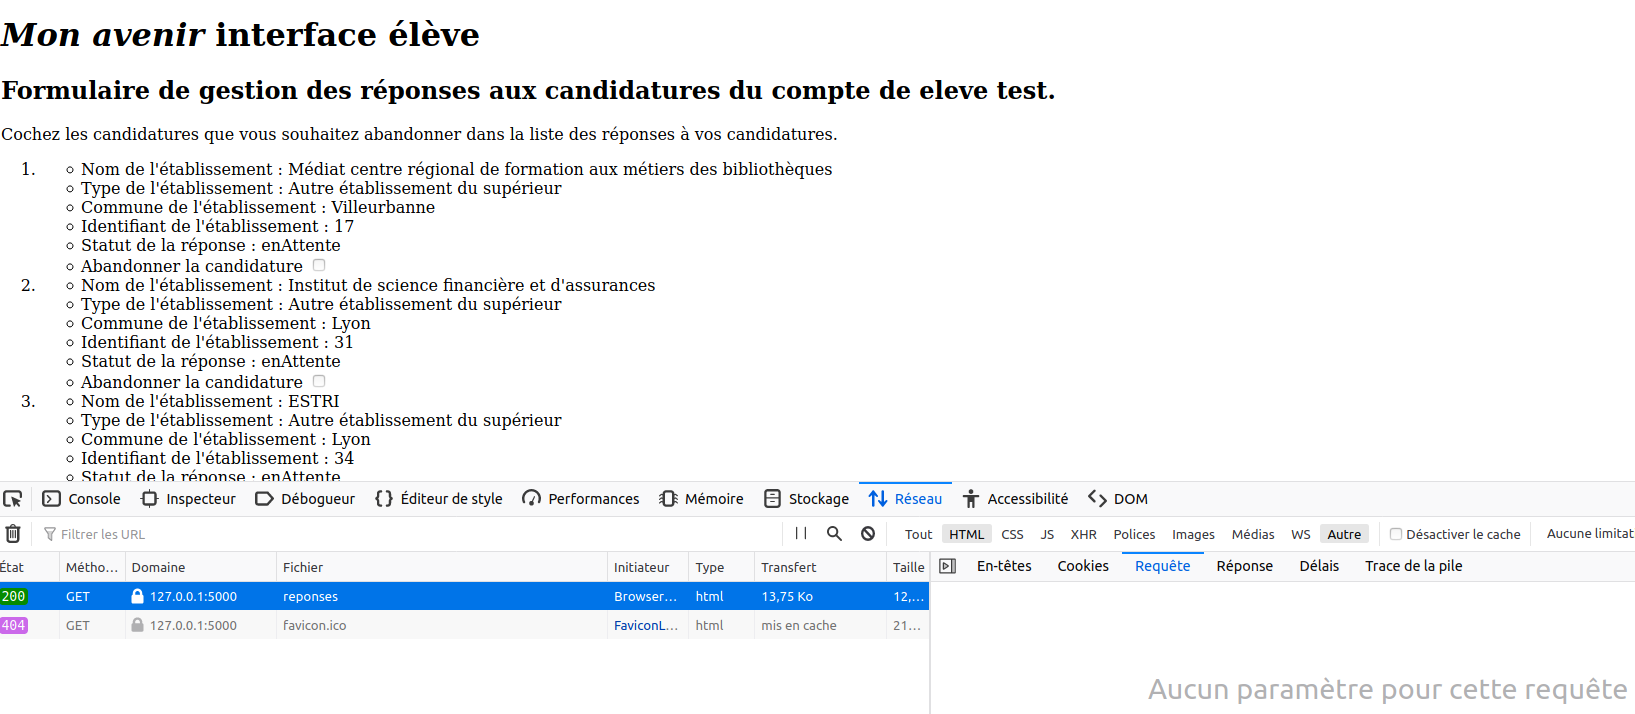 Mon avenir interface élève
Formulaire de gestion des réponses aux candidatures du compte de eleve test.
Cochez les candidatures que vous souhaitez abandonner dans la liste des réponses à vos candidatures.
1. Nom de l'établissement : Médiat centre régional de formation aux métiers des bibliothèques
Type de l'établissement : Autre établissement du supérieur
Commune de l'établissement : Villeurbanne
Identifiant de l'établissement : 17
Statut de la réponse : enAttente
Abandonner la candidature
2. Nom de l'établissement : Institut de science financière et d'assurances
Type de l'établissement : Autre établissement du supérieur
Commune de l'établissement : Lyon
Identifiant de l'établissement : 31
Statut de la réponse : enAttente
Abandonner la candidature
3. Nom de l'établissement : ESTRI
Type de l'établissement : Autre établissement du supérieur
Commune de l'établissement : Lyon
Identifiant de l'établissement : 34
Statut de la réponse : enAttente
Console Inspecteur Débogueur Éditeur de style Performances Mémoire Stockage Réseau Accessibilité DOM
Filtrer les URL Tout HTML CSS JS XHR Polices Images Médias WS Autre Désactiver le cache Aucune limitat
État Métho... Domaine Fichier Initiateur Type Transfert Taille En-têtes Cookies Requête Réponse Délais Trace de la pile
200 GET 127.0.0.1:5000 reponses Browser... html 13,75 Ko 12,...
404 GET 127.0.0.1:5000 favicon.ico FaviconL... html mis en cache 21...
Aucun paramètre pour cette requête